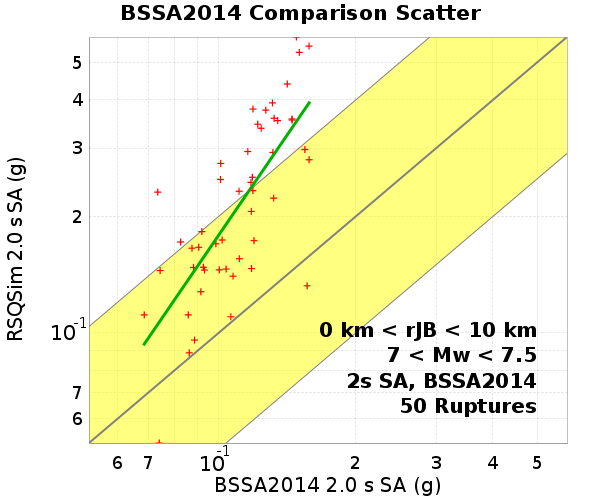 BSSA2014 Comparison Scatter
RSQSim 2.0 s SA (g)
5
4
3
2
10-1
7
6
0 km < rJB < 10 km
7 < Mw < 7.5
2s SA, BSSA2014
50 Ruptures
6 7 10-1 2 3 4 5
BSSA2014 2.0 s SA (g)